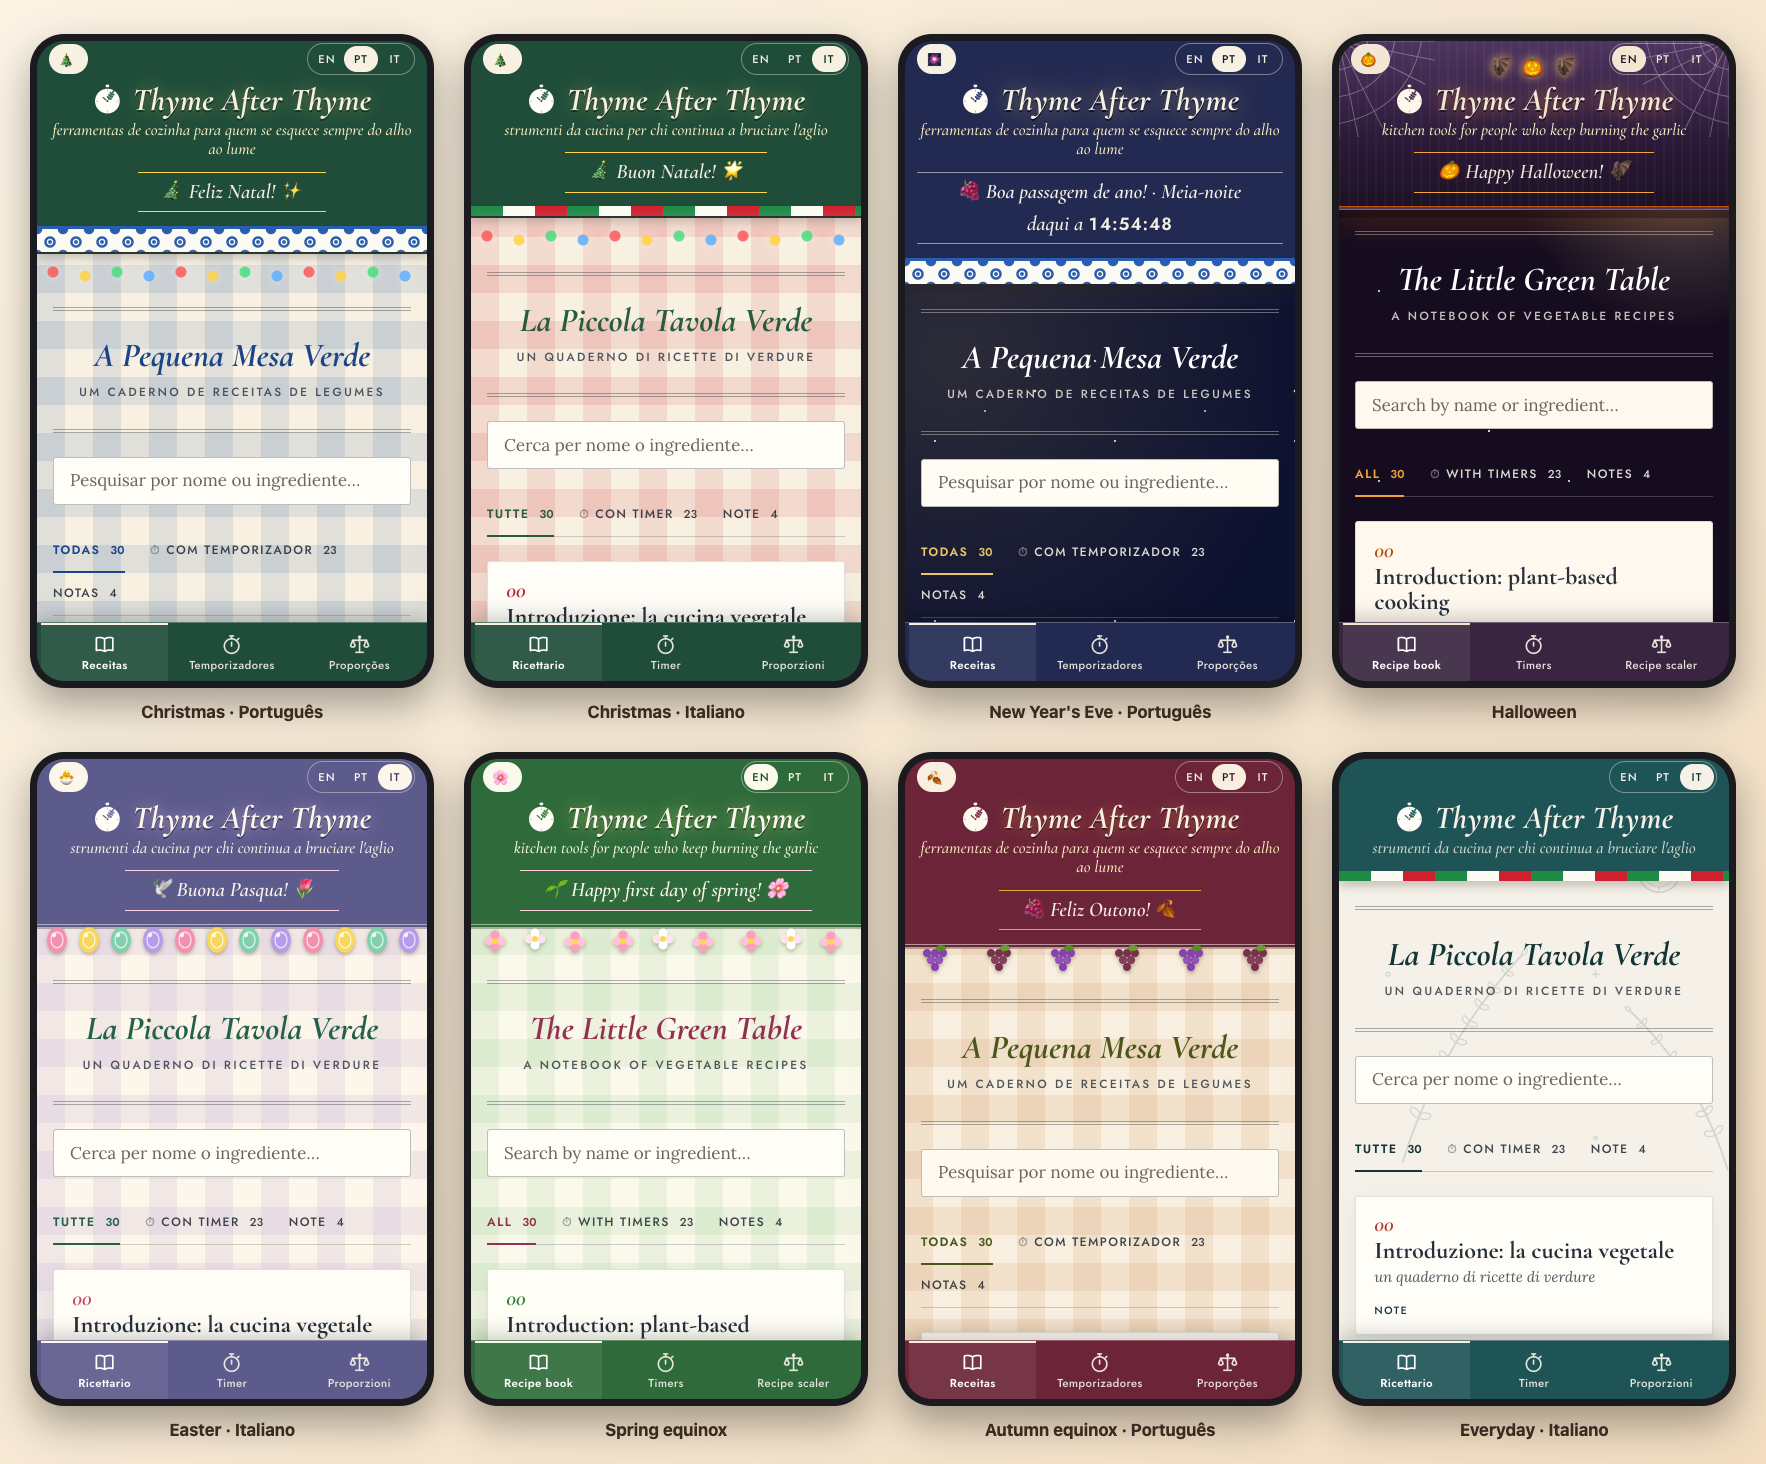 EN PT IT
Thyme After Thyme
ferramentas de cozinha para quem se esquece sempre do alho
ao lume
🎄 Feliz Natal! ✨
A Pequena Mesa Verde
UM CADERNO DE RECEITAS DE LEGUMES
Pesquisar por nome ou ingrediente…
TODAS 30 ⏱ COM TEMPORIZADOR 23
NOTAS 4
Receitas Temporizadores Proporções
Christmas · Português
EN PT IT
Thyme After Thyme
strumenti da cucina per chi continua a bruciare l'aglio
🎄 Buon Natale! 🌟
La Piccola Tavola Verde
UN QUADERNO DI RICETTE DI VERDURE
Cerca per nome o ingrediente…
TUTTE 30 ⏱ CON TIMER 23 NOTE 4
00
Introduzione: la cucina vegetale
Ricettario Timer Proporzioni
Christmas · Italiano
EN PT IT
Thyme After Thyme
ferramentas de cozinha para quem se esquece sempre do alho
ao lume
🍇 Boa passagem de ano! · Meia-noite
daqui a 14:54:48
A Pequena Mesa Verde
UM CADERNO DE RECEITAS DE LEGUMES
Pesquisar por nome ou ingrediente…
TODAS 30 ⏱ COM TEMPORIZADOR 23
NOTAS 4
Receitas Temporizadores Proporções
New Year's Eve · Português
EN PT IT
Thyme After Thyme
kitchen tools for people who keep burning the garlic
🎃 Happy Halloween! 🦇
The Little Green Table
A NOTEBOOK OF VEGETABLE RECIPES
Search by name or ingredient…
ALL 30 ⏱ WITH TIMERS 23 NOTES 4
00
Introduction: plant-based
cooking
Recipe book Timers Recipe scaler
Halloween
EN PT IT
Thyme After Thyme
strumenti da cucina per chi continua a bruciare l'aglio
🕊️ Buona Pasqua! 🌷
La Piccola Tavola Verde
UN QUADERNO DI RICETTE DI VERDURE
Cerca per nome o ingrediente…
TUTTE 30 ⏱ CON TIMER 23 NOTE 4
00
Introduzione: la cucina vegetale
Ricettario Timer Proporzioni
Easter · Italiano
EN PT IT
Thyme After Thyme
kitchen tools for people who keep burning the garlic
🌱 Happy first day of spring! 🌸
The Little Green Table
A NOTEBOOK OF VEGETABLE RECIPES
Search by name or ingredient…
ALL 30 ⏱ WITH TIMERS 23 NOTES 4
00
Introduction: plant-based
Recipe book Timers Recipe scaler
Spring equinox
EN PT IT
Thyme After Thyme
ferramentas de cozinha para quem se esquece sempre do alho
ao lume
🍇 Feliz Outono! 🍂
A Pequena Mesa Verde
UM CADERNO DE RECEITAS DE LEGUMES
Pesquisar por nome ou ingrediente…
TODAS 30 ⏱ COM TEMPORIZADOR 23
NOTAS 4
Receitas Temporizadores Proporções
Autumn equinox · Português
EN PT IT
Thyme After Thyme
strumenti da cucina per chi continua a bruciare l'aglio
La Piccola Tavola Verde
UN QUADERNO DI RICETTE DI VERDURE
Cerca per nome o ingrediente…
TUTTE 30 ⏱ CON TIMER 23 NOTE 4
00
Introduzione: la cucina vegetale
un quaderno di ricette di verdure
NOTE
Ricettario Timer Proporzioni
Everyday · Italiano